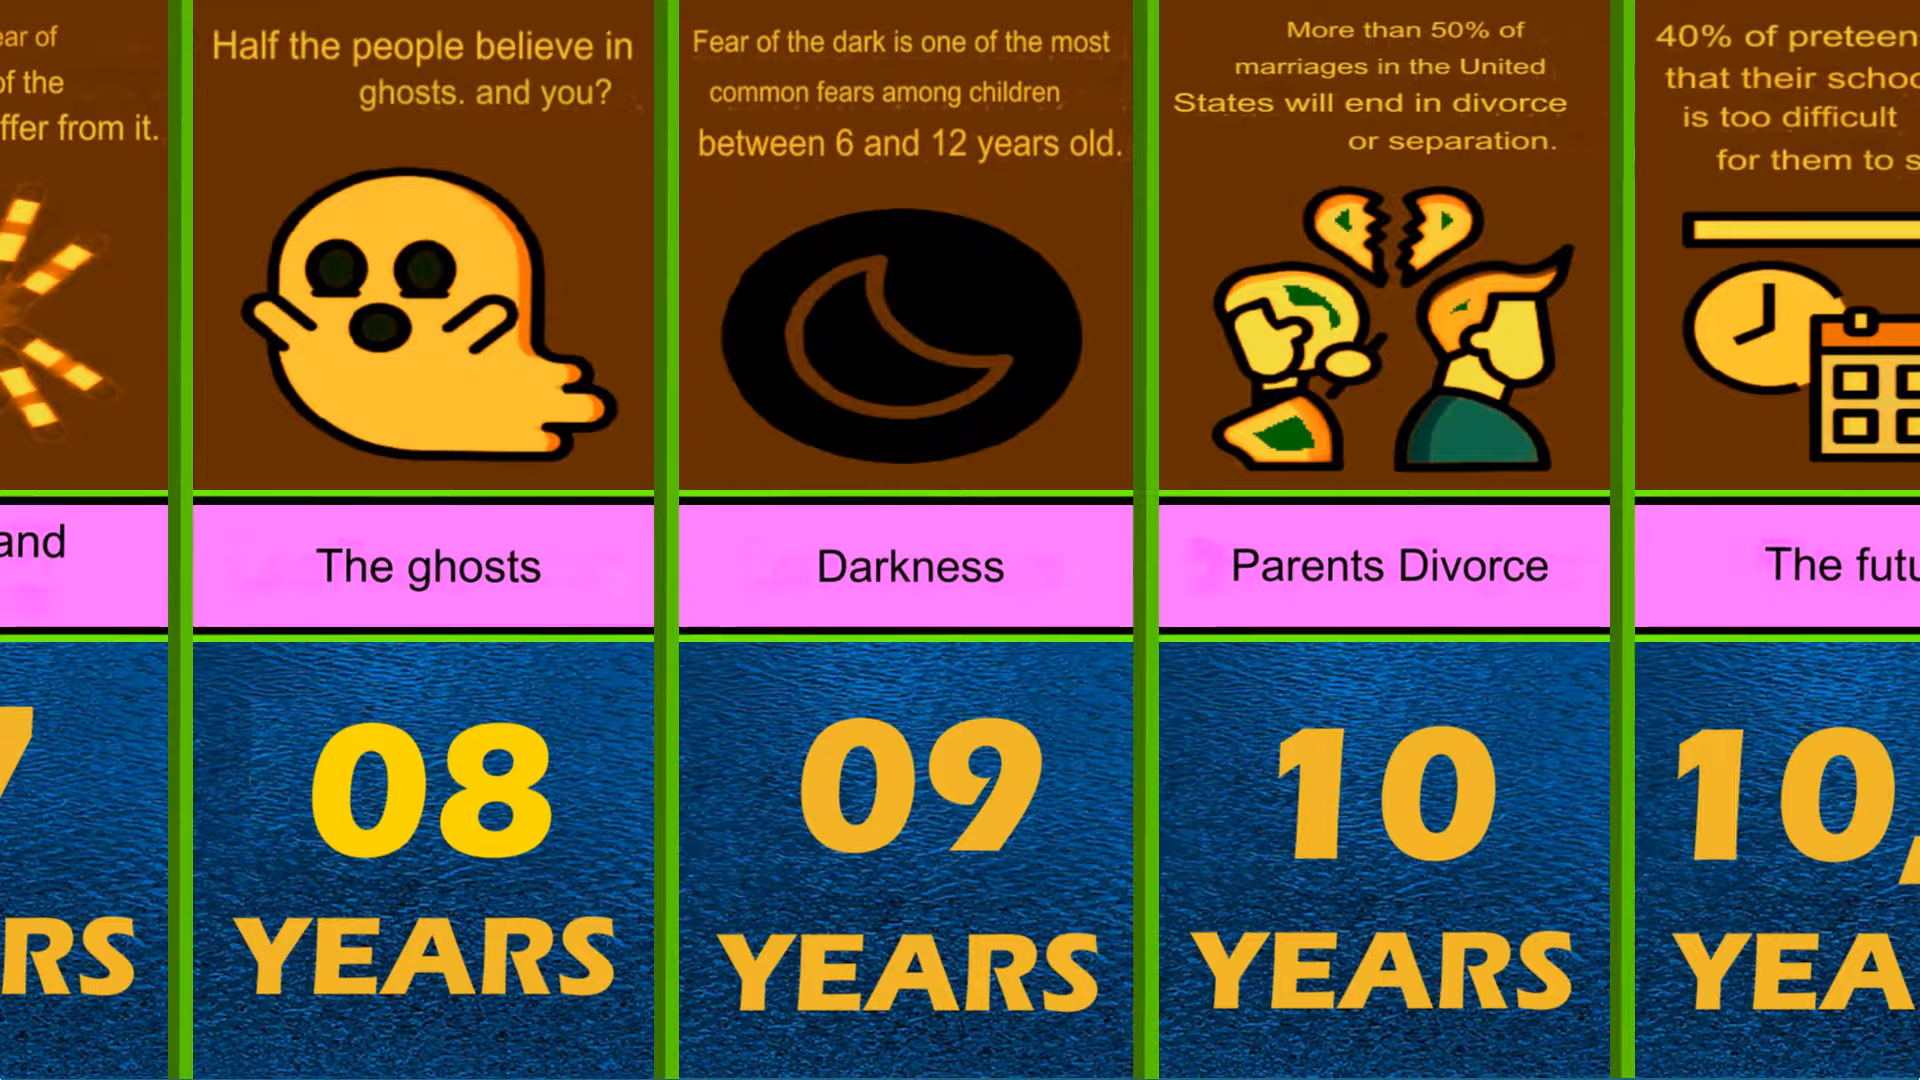 ear of
of the
ffer from it.
and
7
RS
Half the people believe in
ghosts. and you?
The ghosts
08
YEARS
Fear of the dark is one of the most
common fears among children
between 6 and 12 years old.
Darkness
09
YEARS
More than 50% of
marriages in the United
States will end in divorce
or separation.
Parents Divorce
10
YEARS
40% of preteen
that their schoo
is too difficult
for them to s
The futu
10,
YEA